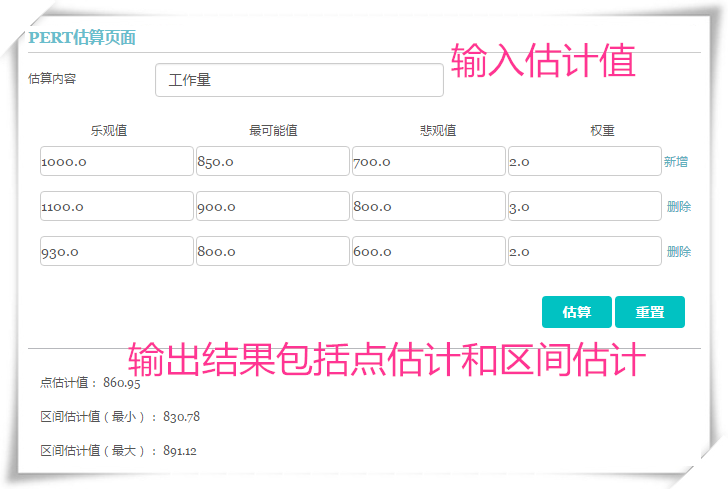 PERT估算页面
输入估计值
估算内容 工作量
乐观值 最可能值 悲观值 权重
1000.0 850.0 700.0 2.0 新增
1100.0 900.0 800.0 3.0 删除
930.0 800.0 600.0 2.0 删除
估算 重置
输出结果包括点估计和区间估计
点估计值： 860.95
区间估计值（最小）： 830.78
区间估计值（最大）： 891.12